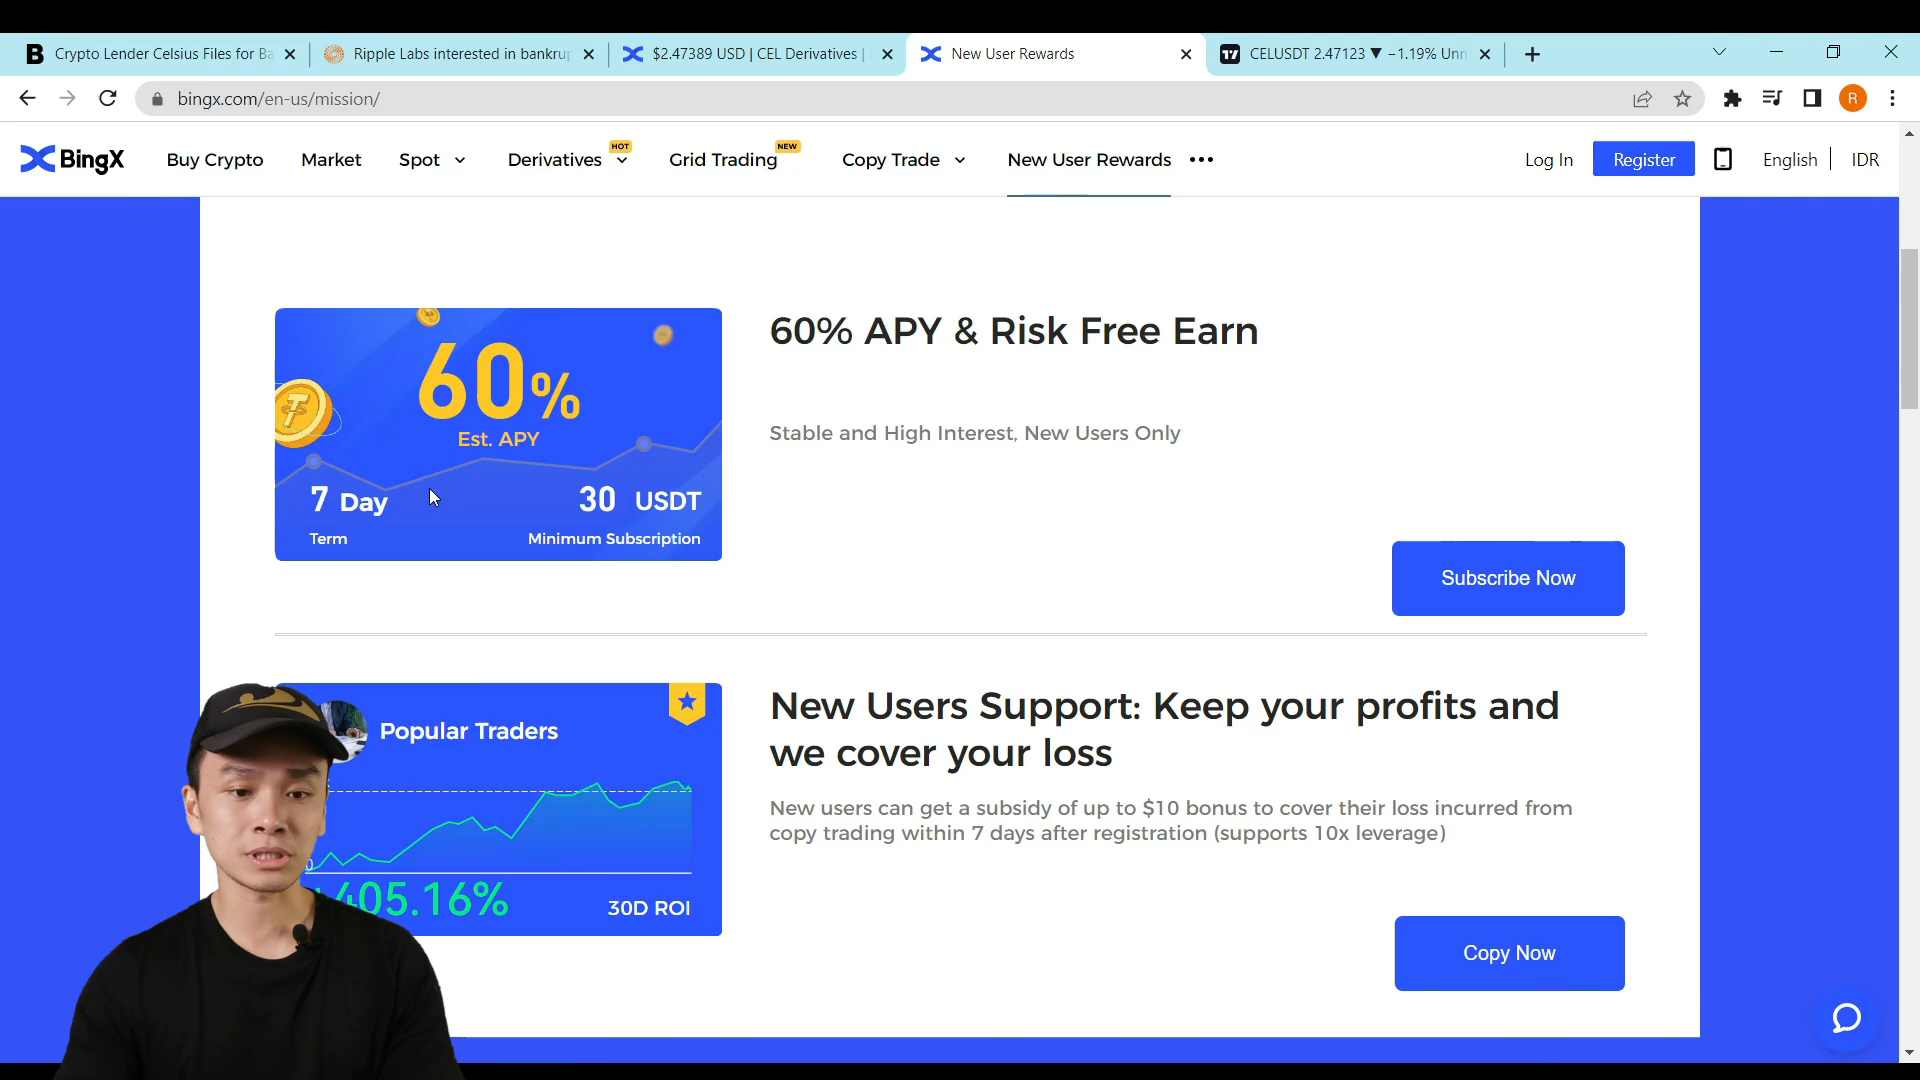 Crypto Lender Celsius Files for Ba
Ripple Labs interested in bankrup
$2.47389 USD | CEL Derivatives |
New User Rewards
CELUSDT 2.47123 ▼ −1.19% Unn
bingx.com/en-us/mission/
R
BingX
Buy Crypto
Market
Spot
Derivatives
HOT
Grid Trading
NEW
Copy Trade
New User Rewards
Log In
Register
English
IDR
60%
Est. APY
7 Day
30 USDT
Term
Minimum Subscription
60% APY & Risk Free Earn
Stable and High Interest, New Users Only
Subscribe Now
Popular Traders
405.16%
30D ROI
New Users Support: Keep your profits and
we cover your loss
New users can get a subsidy of up to $10 bonus to cover their loss incurred from
copy trading within 7 days after registration (supports 10x leverage)
Copy Now